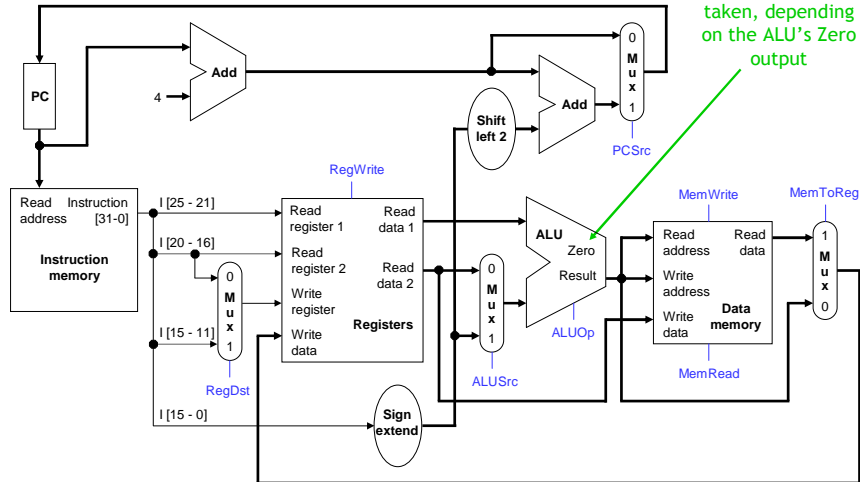 taken, depending
on the ALU's Zero
output
0
M
u
x
1
Add
PC
4
Add
Shift
left 2
PCSrc
RegWrite
MemWrite
MemToReg
Read
address
Instruction
[31-0]
Instruction
memory
I [25 - 21]
I [20 - 16]
I [15 - 11]
I [15 - 0]
0
M
u
x
1
RegDst
Read
register 1
Read
data 1
Read
register 2
Read
data 2
Write
register
Write
data
Registers
Sign
extend
0
M
u
x
1
ALUSrc
ALU
Zero
Result
ALUOp
Read
address
Read
data
Write
address
Write
data
Data
memory
MemRead
1
M
u
x
0